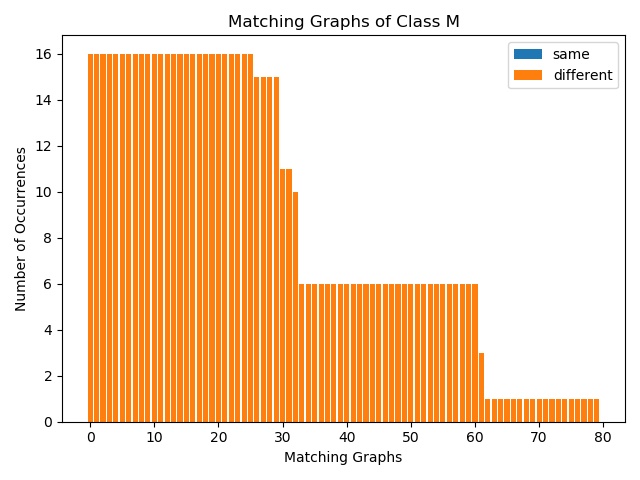 Matching Graphs of Class M
same
different
Number of Occurrences
16
14
12
10
8
6
4
2
0
0 10 20 30 40 50 60 70 80
Matching Graphs